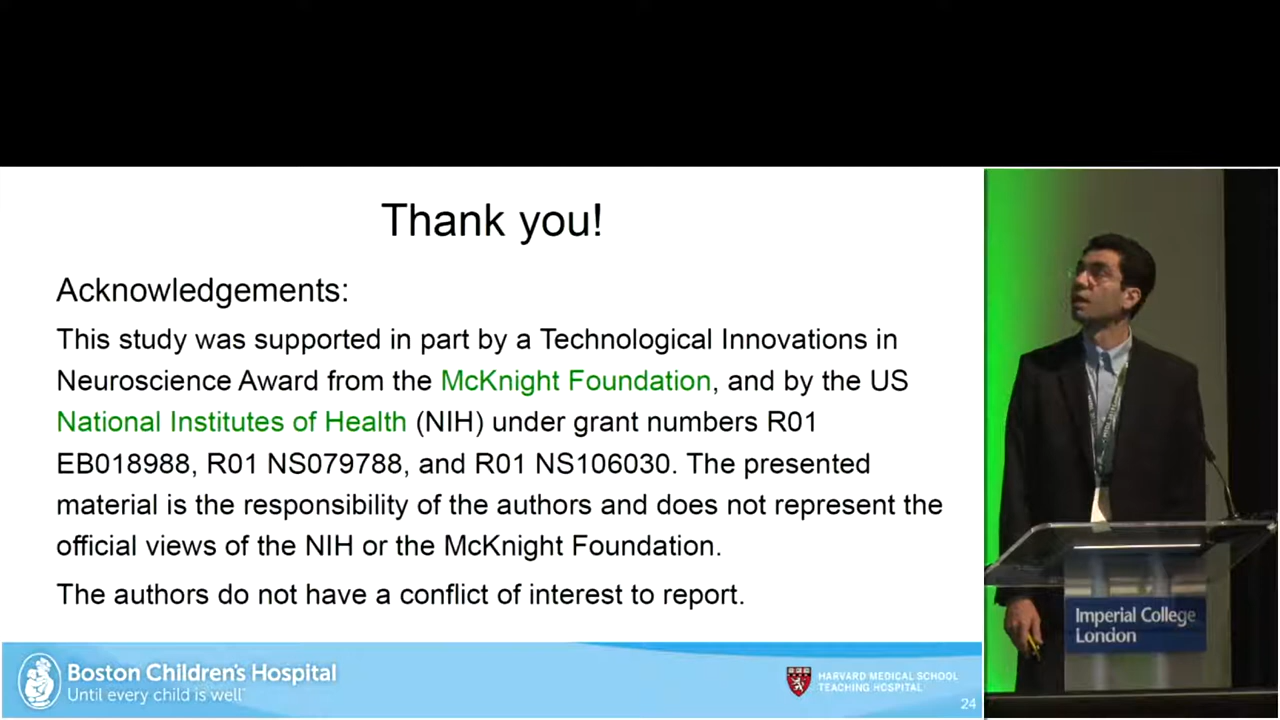 Thank you!
Acknowledgements:
This study was supported in part by a Technological Innovations in
Neuroscience Award from the McKnight Foundation, and by the US
National Institutes of Health (NIH) under grant numbers R01
EB018988, R01 NS079788, and R01 NS106030. The presented
material is the responsibility of the authors and does not represent the
official views of the NIH or the McKnight Foundation.
The authors do not have a conflict of interest to report.
Boston Children's Hospital
Until every child is well
HARVARD MEDICAL SCHOOL
TEACHING HOSPITAL
24
Imperial College
London